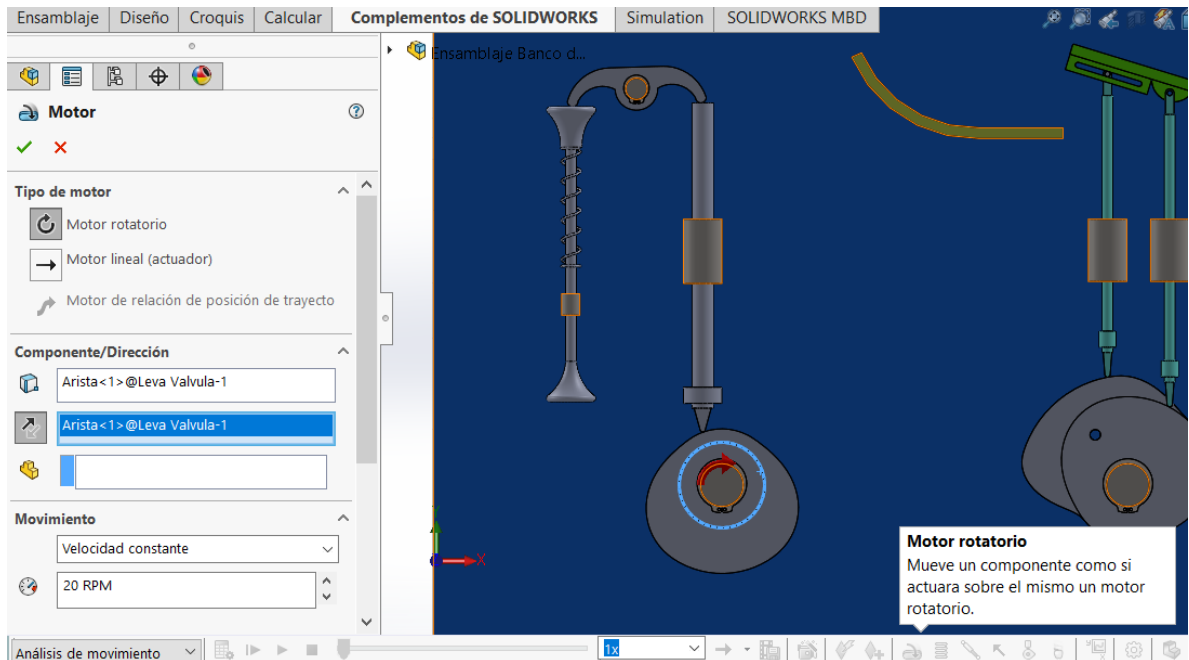 Ensamblaje Diseño Croquis Calcular Complementos de SOLIDWORKS Simulation SOLIDWORKS MBD
Ensamblaje Banco d...
Motor
Tipo de motor
Motor rotatorio
Motor lineal (actuador)
Motor de relación de posición de trayecto
Componente/Dirección
Arista<1>@Leva Valvula-1
Arista<1>@Leva Valvula-1
Movimiento
Velocidad constante
20 RPM
Y
X
Motor rotatorio
Mueve un componente como si
actuara sobre el mismo un motor
rotatorio.
Análisis de movimiento
1x